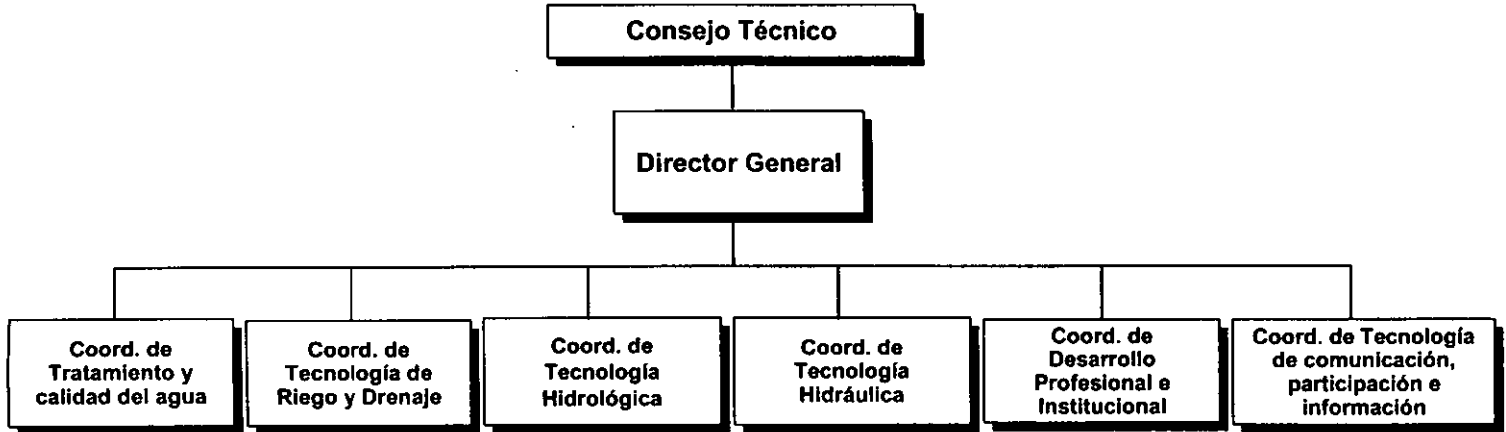 Consejo Técnico
Director General
Coord. de
Tratamiento y
calidad del agua
Coord. de
Tecnología de
Riego y Drenaje
Coord. de
Tecnología
Hidrológica
Coord. de
Tecnología
Hidráulica
Coord. de
Desarrollo
Profesional e
Institucional
Coord. de Tecnología
de comunicación,
participación e
información